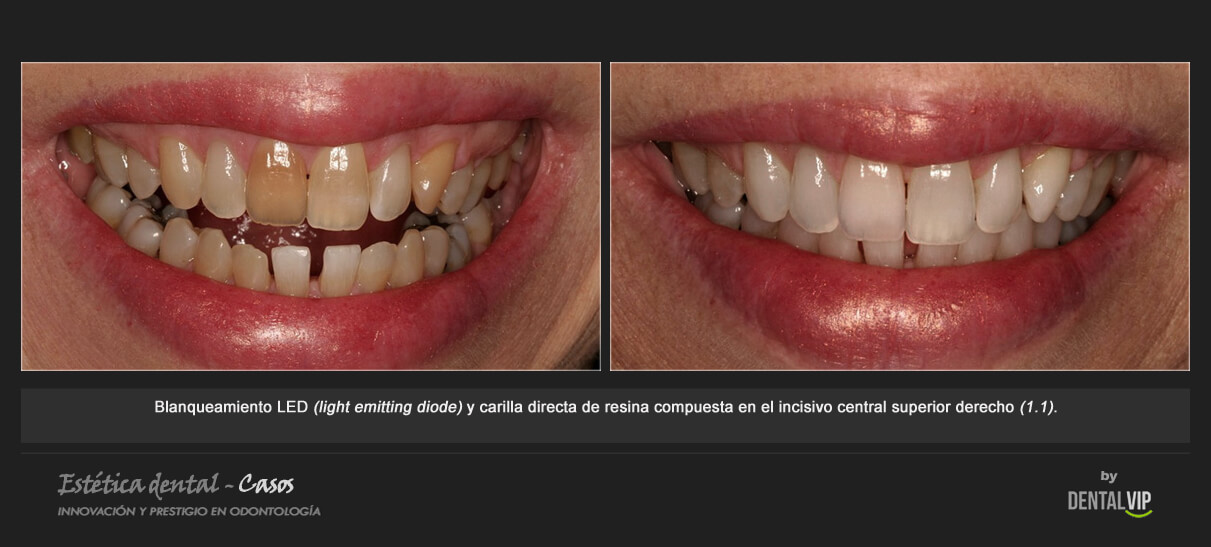 Blanqueamiento LED (light emitting diode) y carilla directa de resina compuesta en el incisivo central superior derecho (1.1).
Estética dental - Casos
INNOVACIÓN Y PRESTIGIO EN ODONTOLOGÍA
by
DENTALVIP